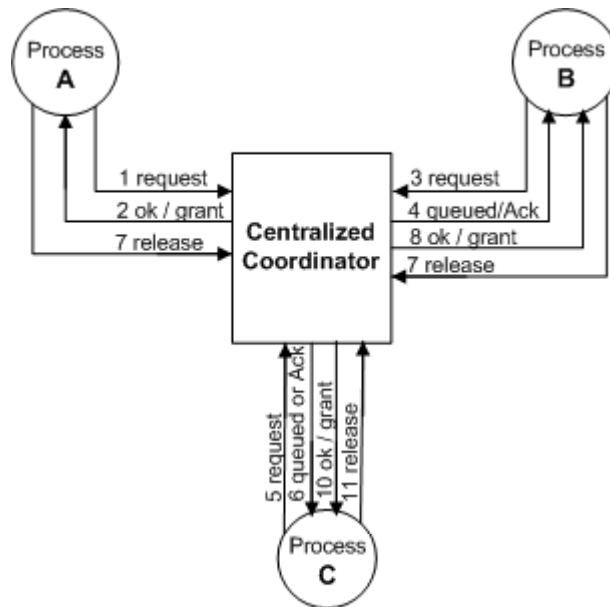 Process
A
Process
B
1 request
2 ok / grant
7 release
Centralized
Coordinator
3 request
4 queued/Ack
8 ok / grant
7 release
5 request
6 queued or Ack
10 ok / grant
11 release
Process
C